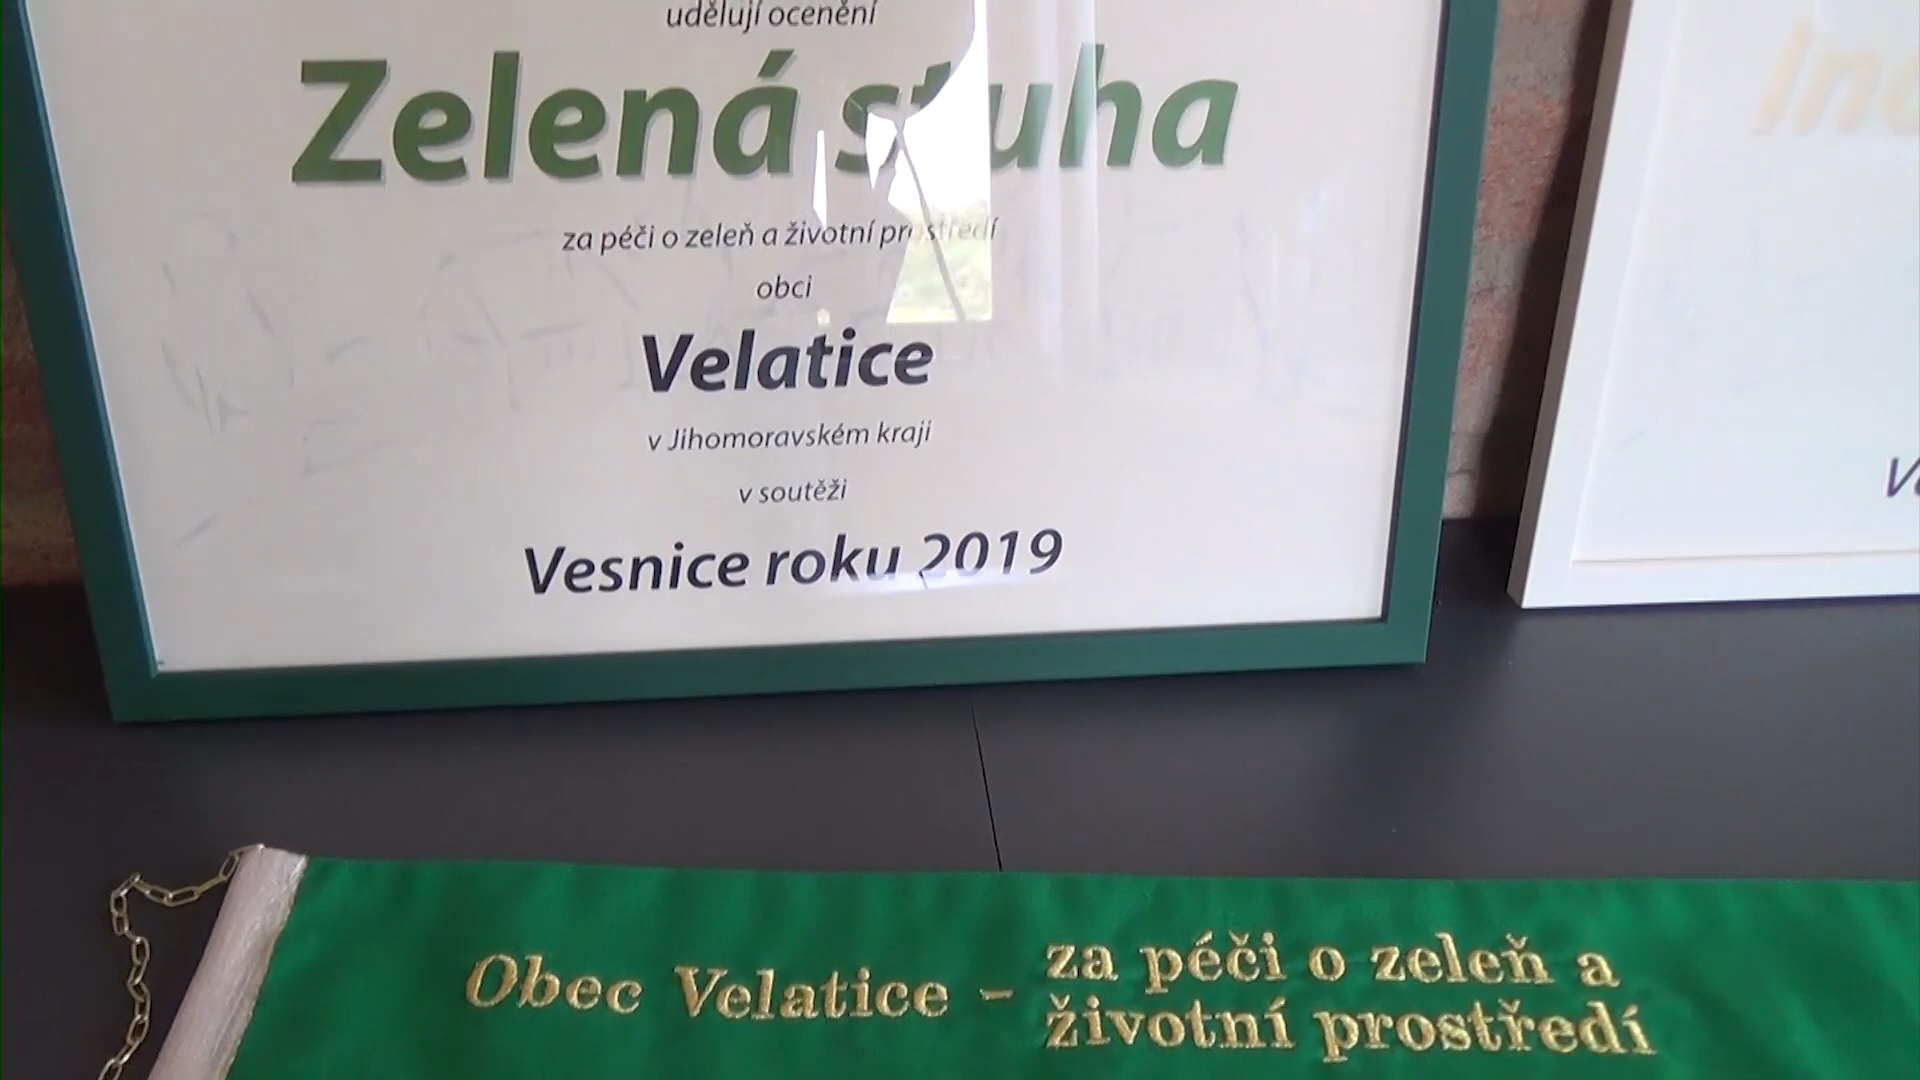 udělují ocenění
Zelená stuha
za péči o zeleň a životní prostředí
obci
Velatice
v Jihomoravském kraji
v soutěži
Vesnice roku 2019
Obec Velatice – za péči o zeleň a
životní prostředí